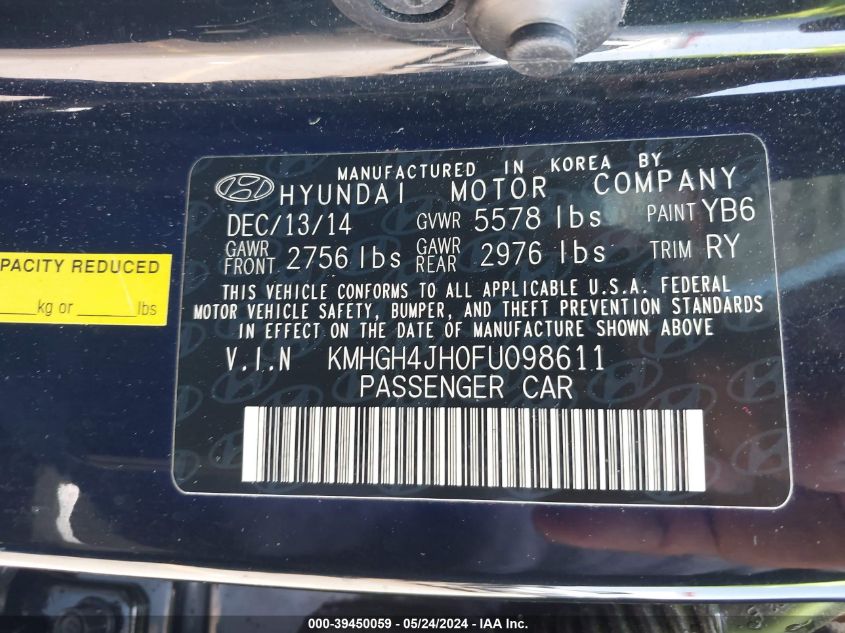 MANUFACTURED IN KOREA BY
HYUNDAI MOTOR COMPANY
DEC/13/14 GVWR 5578 lbs PAINT YB6
GAWR FRONT 2756 lbs GAWR REAR 2976 lbs TRIM RY
THIS VEHICLE CONFORMS TO ALL APPLICABLE U.S.A. FEDERAL
MOTOR VEHICLE SAFETY, BUMPER, AND THEFT PREVENTION STANDARDS
IN EFFECT ON THE DATE OF MANUFACTURE SHOWN ABOVE
V.I.N KMHGH4JH0FU098611
PASSENGER CAR
PACITY REDUCED
kg or lbs
000-39450059 - 05/24/2024 - IAA Inc.